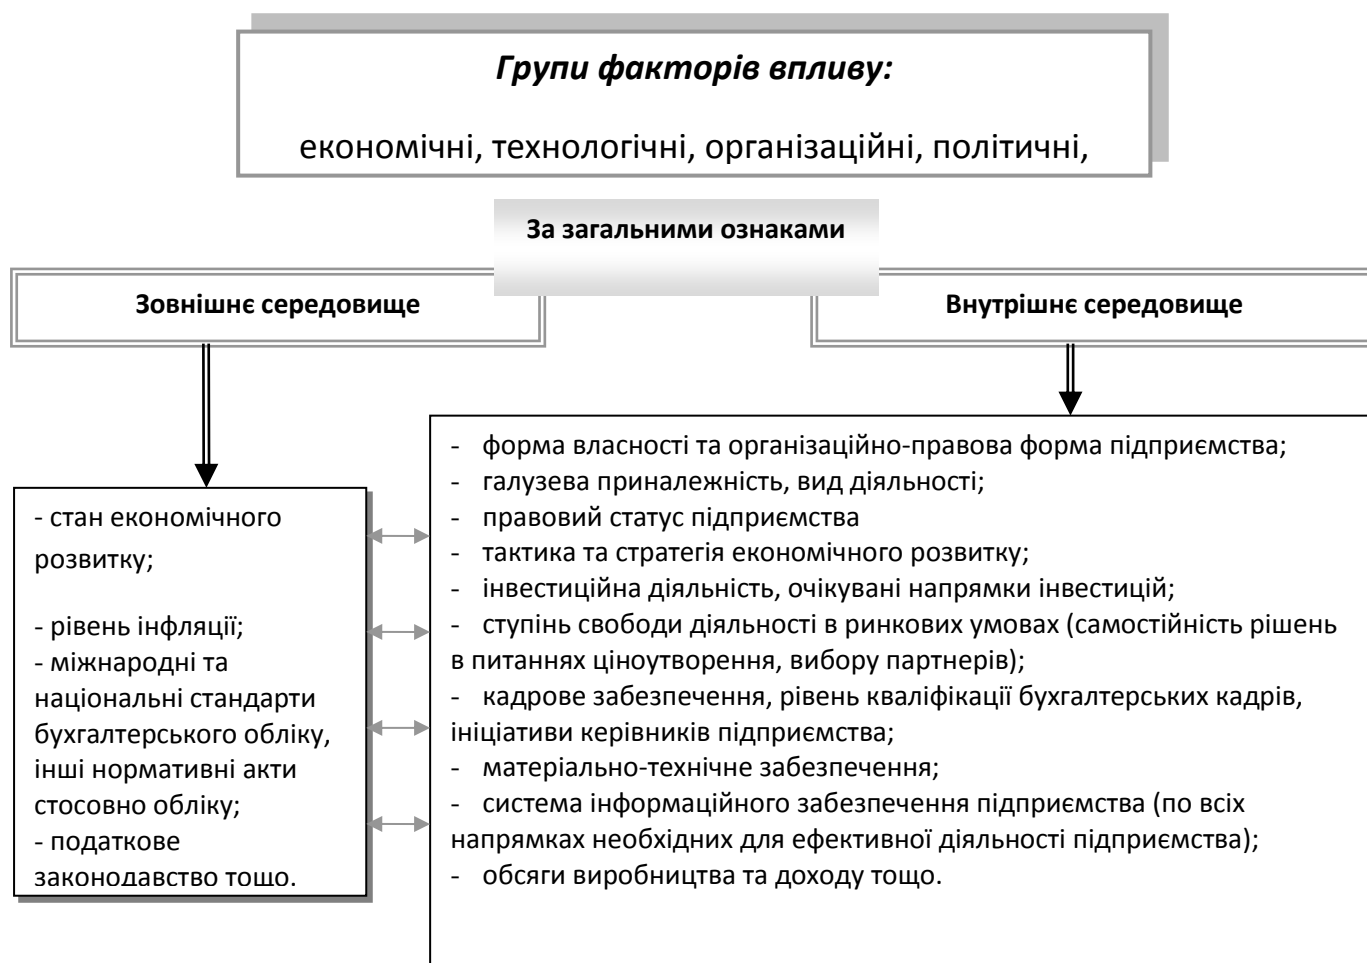 Групи факторів впливу:
економічні, технологічні, організаційні, політичні,
За загальними ознаками
Зовнішнє середовище
Внутрішнє середовище
- стан економічного
розвитку;
- рівень інфляції;
- міжнародні та
національні стандарти
бухгалтерського обліку,
інші нормативні акти
стосовно обліку;
- податкове
законодавство тощо.
- форма власності та організаційно-правова форма підприємства;
- галузева приналежність, вид діяльності;
- правовий статус підприємства
- тактика та стратегія економічного розвитку;
- інвестиційна діяльність, очікувані напрямки інвестицій;
- ступінь свободи діяльності в ринкових умовах (самостійність рішень
в питаннях ціноутворення, вибору партнерів);
- кадрове забезпечення, рівень кваліфікації бухгалтерських кадрів,
ініціативи керівників підприємства;
- матеріально-технічне забезпечення;
- система інформаційного забезпечення підприємства (по всіх
напрямках необхідних для ефективної діяльності підприємства);
- обсяги виробництва та доходу тощо.